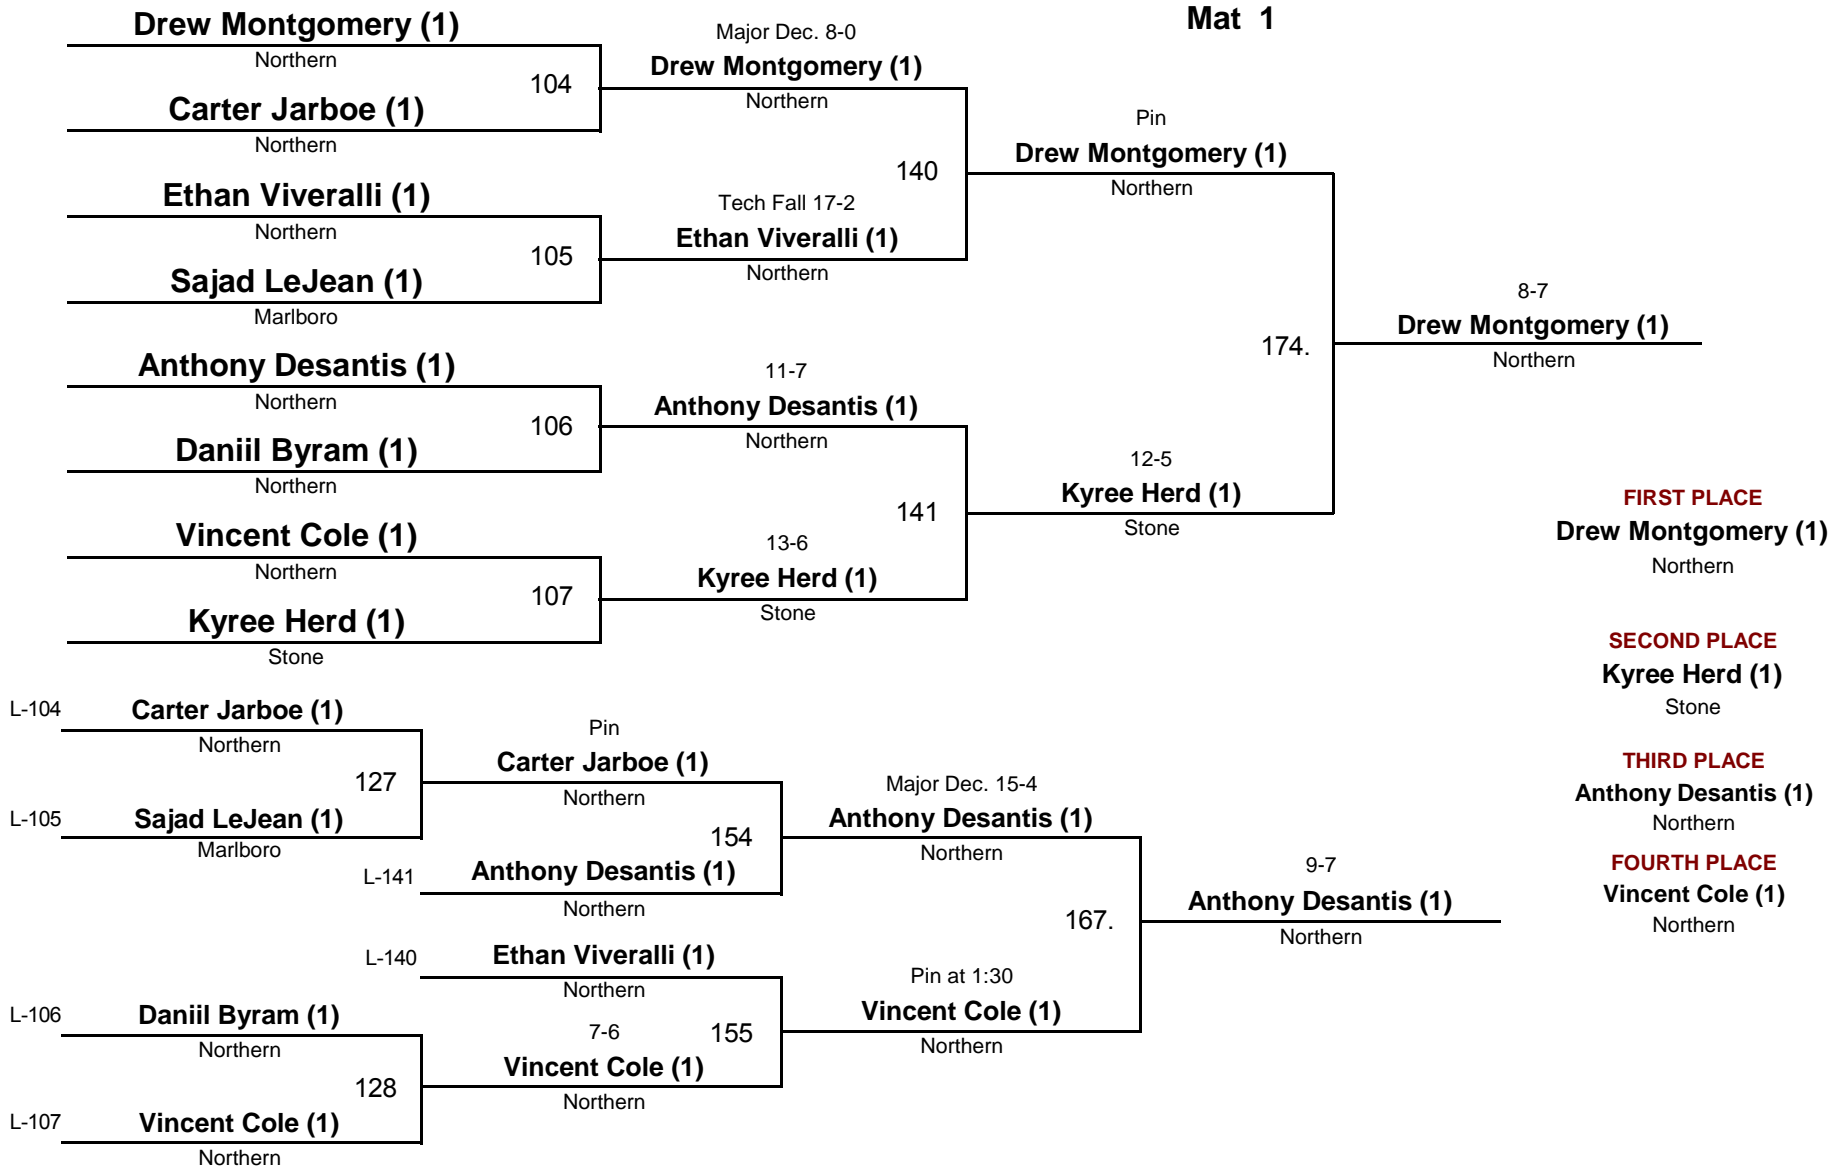 Mat 1
Drew Montgomery (1)
Northern
104
Carter Jarboe (1)
Northern
Ethan Viveralli (1)
Northern
105
Sajad LeJean (1)
Marlboro
Anthony Desantis (1)
Northern
106
Daniil Byram (1)
Northern
Vincent Cole (1)
Northern
107
Kyree Herd (1)
Stone
Major Dec. 8-0
Drew Montgomery (1)
Northern
140
Tech Fall 17-2
Ethan Viveralli (1)
Northern
11-7
Anthony Desantis (1)
Northern
141
13-6
Kyree Herd (1)
Stone
Pin
Drew Montgomery (1)
Northern
174.
12-5
Kyree Herd (1)
Stone
8-7
Drew Montgomery (1)
Northern
FIRST PLACE
Drew Montgomery (1)
Northern
SECOND PLACE
Kyree Herd (1)
Stone
THIRD PLACE
Anthony Desantis (1)
Northern
FOURTH PLACE
Vincent Cole (1)
Northern
L-104
Carter Jarboe (1)
Northern
127
L-105
Sajad LeJean (1)
Marlboro
Pin
Carter Jarboe (1)
Northern
154
L-141
Anthony Desantis (1)
Northern
L-140
Ethan Viveralli (1)
Northern
155
L-106
Daniil Byram (1)
Northern
128
L-107
Vincent Cole (1)
Northern
7-6
Vincent Cole (1)
Northern
Major Dec. 15-4
Anthony Desantis (1)
Northern
167.
Pin at 1:30
Vincent Cole (1)
Northern
9-7
Anthony Desantis (1)
Northern